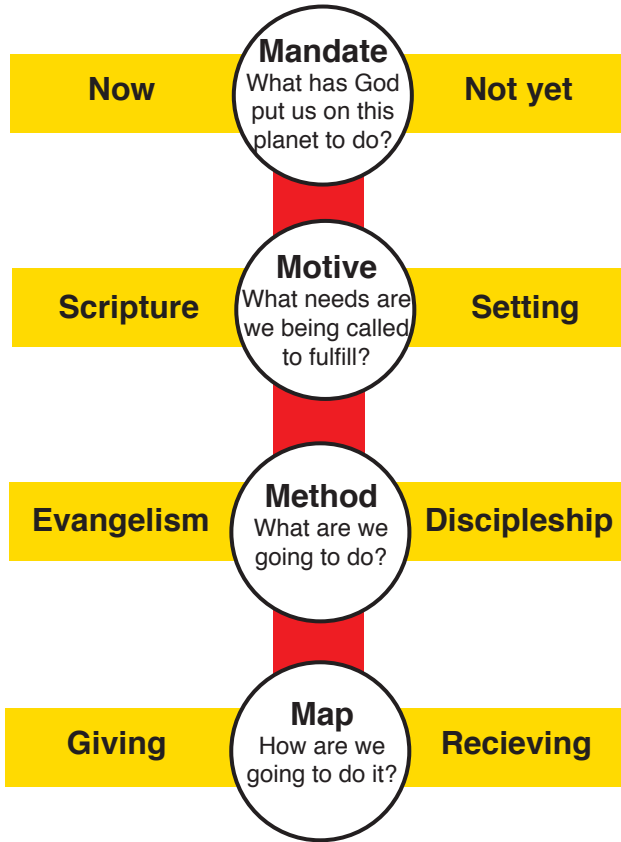 Mandate
What has God
Now
put us on this
Not yet
planet to do?
Motive
Scripture
What needs are
Setting
we being called
to fulfill?
Method
Evangelism
What are we
Discipleship
going to do?
Map
Giving
How are we
Recieving
going to do it?